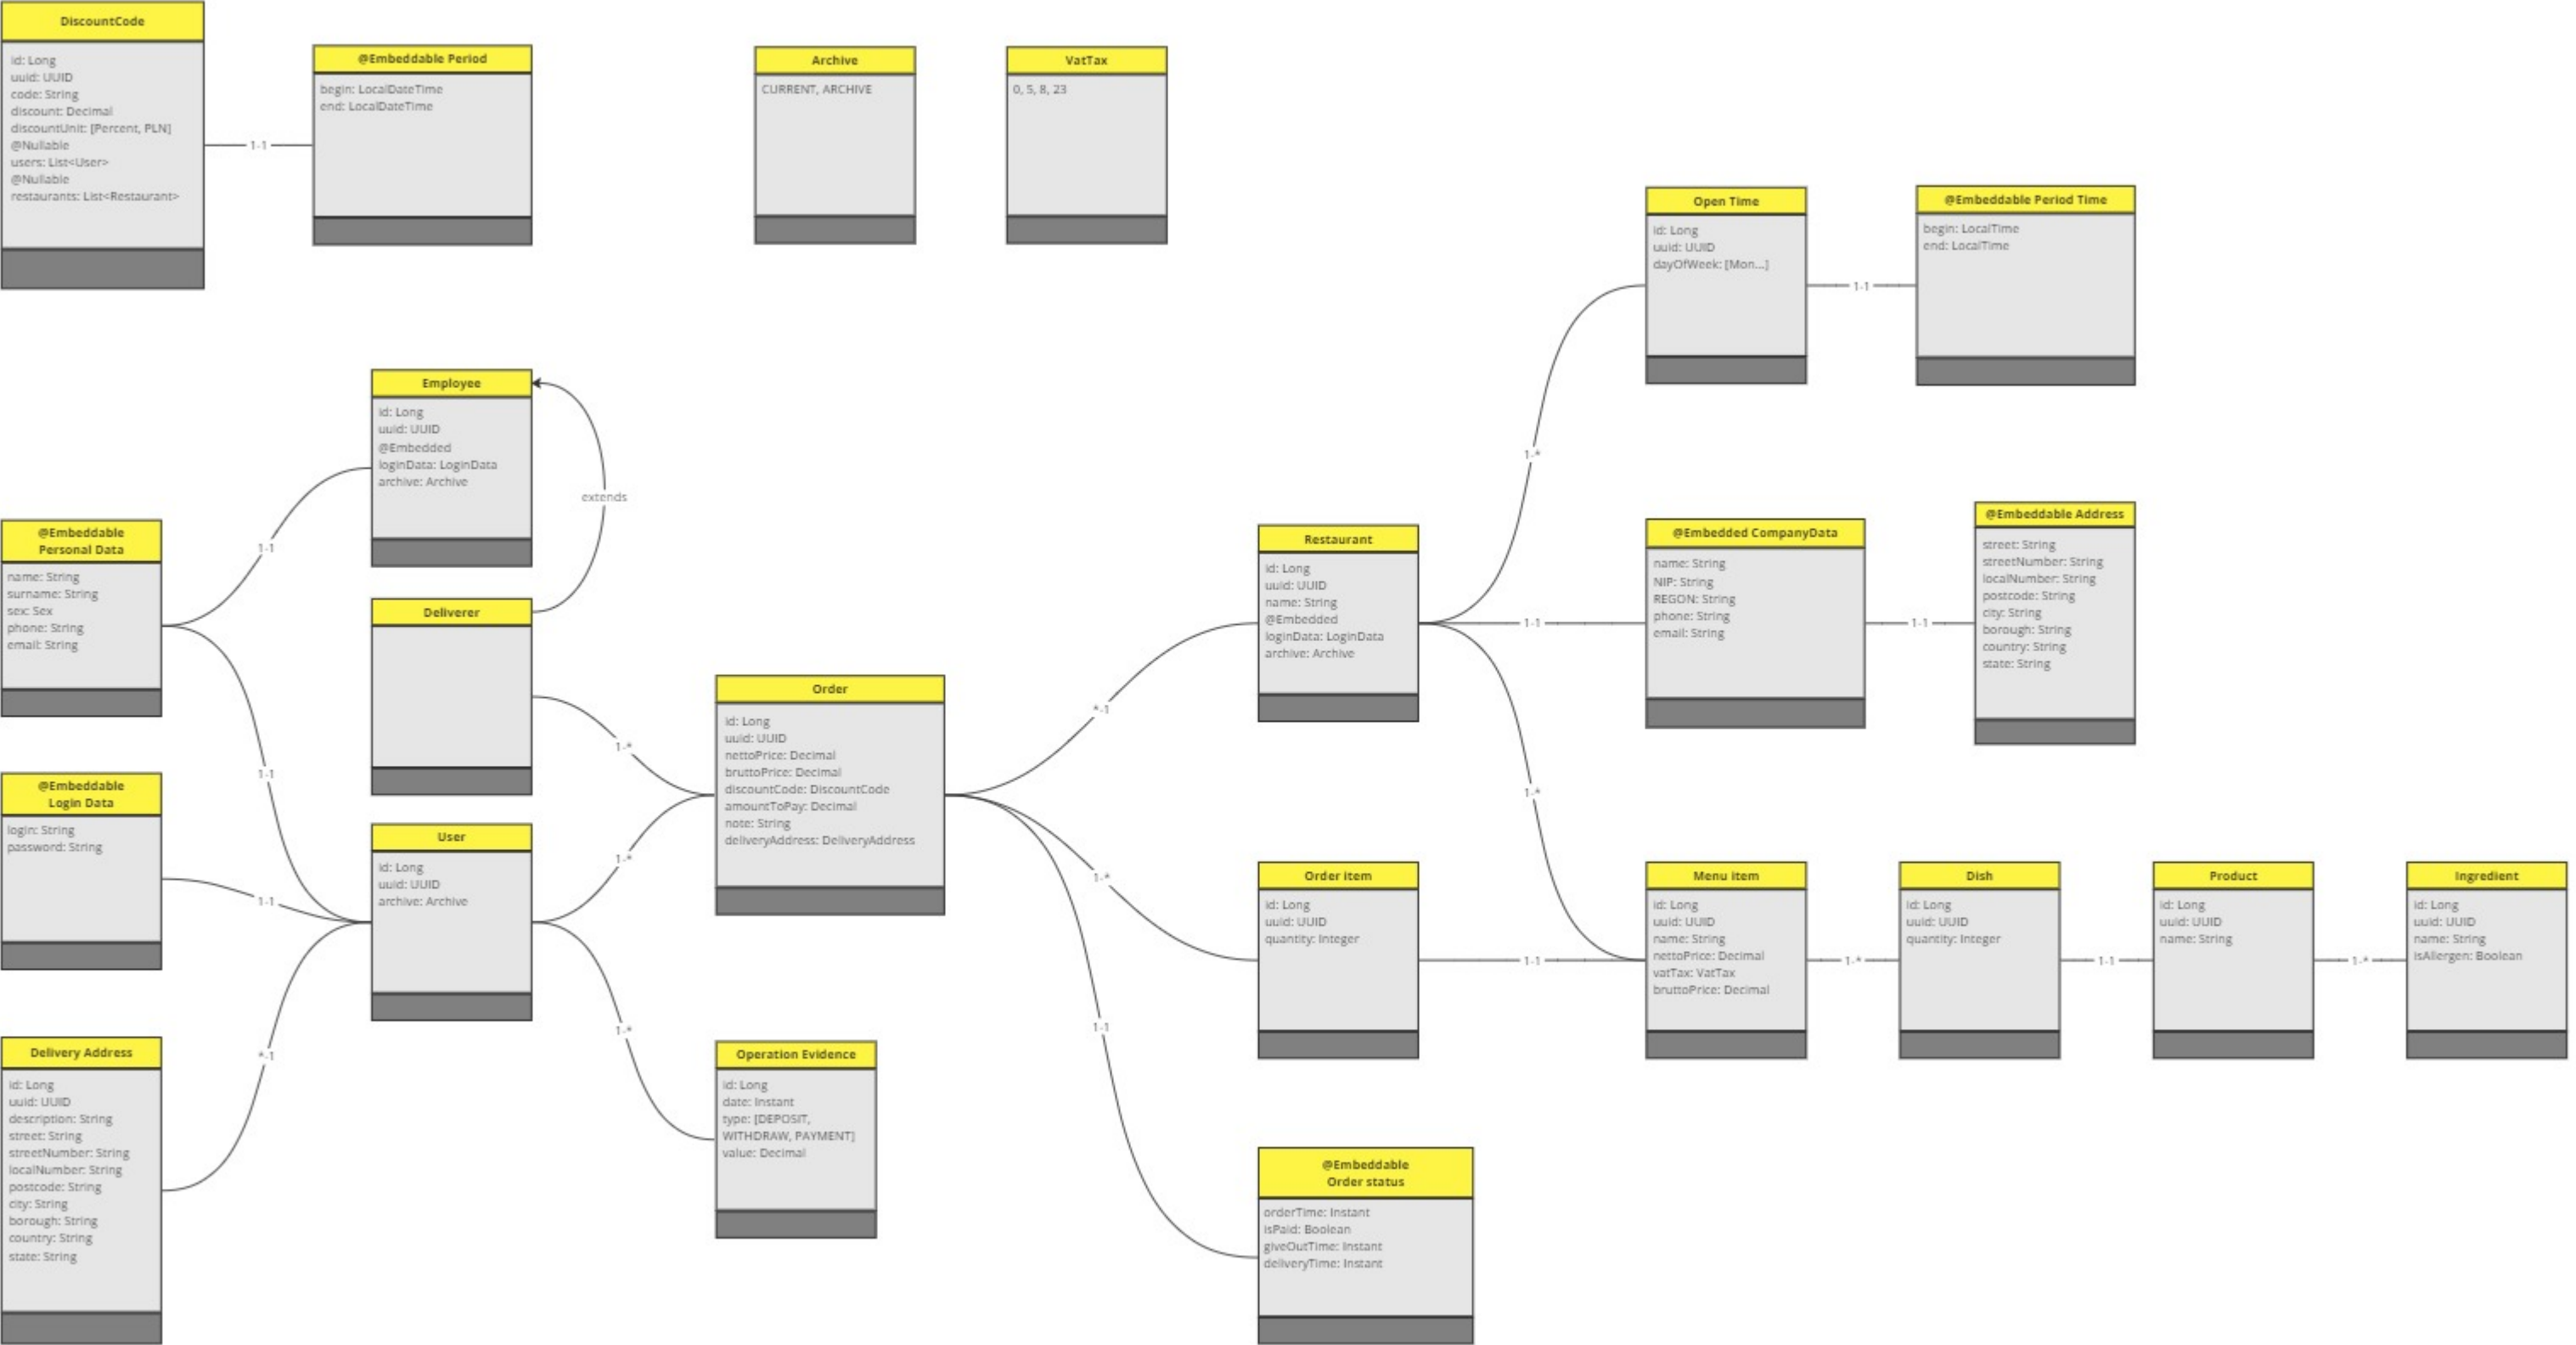 DiscountCode
id: Long
uuid: UUID
code: String
discount: Decimal
discountUnit: [Percent, PLN]
@Nullable
users: List<User>
@Nullable
restaurants: List<Restaurant>
1-1
@Embeddable Period
begin: LocalDateTime
end: LocalDateTime
Archive
CURRENT, ARCHIVE
VatTax
0, 5, 8, 23
Open Time
id: Long
uuid: UUID
dayOfWeek: [Mon...]
1-1
@Embeddable Period Time
begin: LocalTime
end: LocalTime
Employee
id: Long
uuid: UUID
@Embedded
loginData: LoginData
archive: Archive
extends
1-1
@Embeddable
Personal Data
name: String
surname: String
sex: Sex
phone: String
email: String
1-1
Deliverer
1-*
@Embeddable
Login Data
login: String
password: String
1-1
User
id: Long
uuid: UUID
archive: Archive
1-*
1-*
Delivery Address
id: Long
uuid: UUID
description: String
street: String
streetNumber: String
localNumber: String
postcode: String
city: String
borough: String
country: String
state: String
*-1
Order
id: Long
uuid: UUID
nettoPrice: Decimal
bruttoPrice: Decimal
discountCode: DiscountCode
amountToPay: Decimal
note: String
deliveryAddress: DeliveryAddress
Operation Evidence
id: Long
date: Instant
type: [DEPOSIT,
WITHDRAW, PAYMENT]
value: Decimal
*-1
1-*
1-1
Restaurant
id: Long
uuid: UUID
name: String
@Embedded
loginData: LoginData
archive: Archive
1-*
1-1
1-*
@Embedded CompanyData
name: String
NIP: String
REGON: String
phone: String
email: String
1-1
@Embeddable Address
street: String
streetNumber: String
localNumber: String
postcode: String
city: String
borough: String
country: String
state: String
Order item
id: Long
uuid: UUID
quantity: Integer
1-1
Menu item
id: Long
uuid: UUID
name: String
nettoPrice: Decimal
vatTax: VatTax
bruttoPrice: Decimal
1-*
Dish
id: Long
uuid: UUID
quantity: Integer
1-1
Product
id: Long
uuid: UUID
name: String
1-*
Ingredient
id: Long
uuid: UUID
name: String
isAllergen: Boolean
@Embeddable
Order status
orderTime: Instant
isPaid: Boolean
giveOutTime: Instant
deliveryTime: Instant